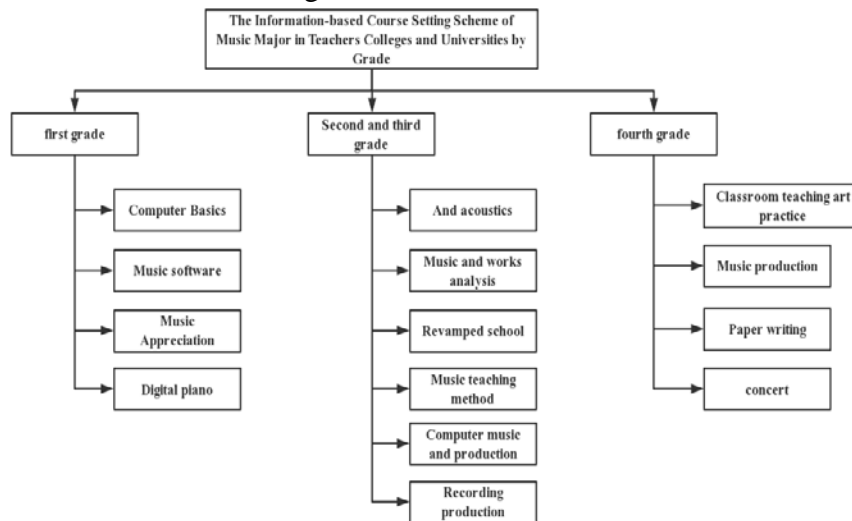 The Information-based Course Setting Scheme of
Music Major in Teachers Colleges and Universities by
Grade
first grade
Second and third
grade
fourth grade
Computer Basics
Music software
Music
Appreciation
Digital piano
And acoustics
Music and works
analysis
Revamped school
Music teaching
method
Computer music
and production
Recording
production
Classroom teaching art
practice
Music production
Paper writing
concert